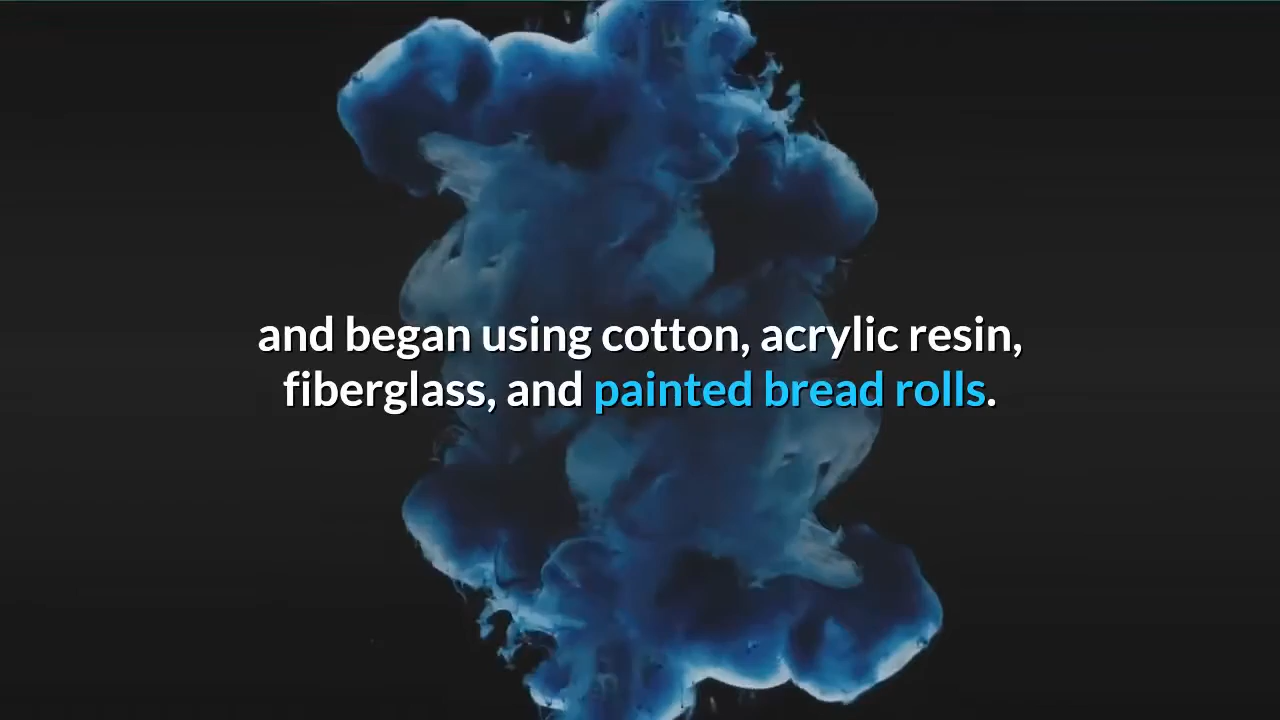 and began using cotton, acrylic resin,
fiberglass, and painted bread rolls.